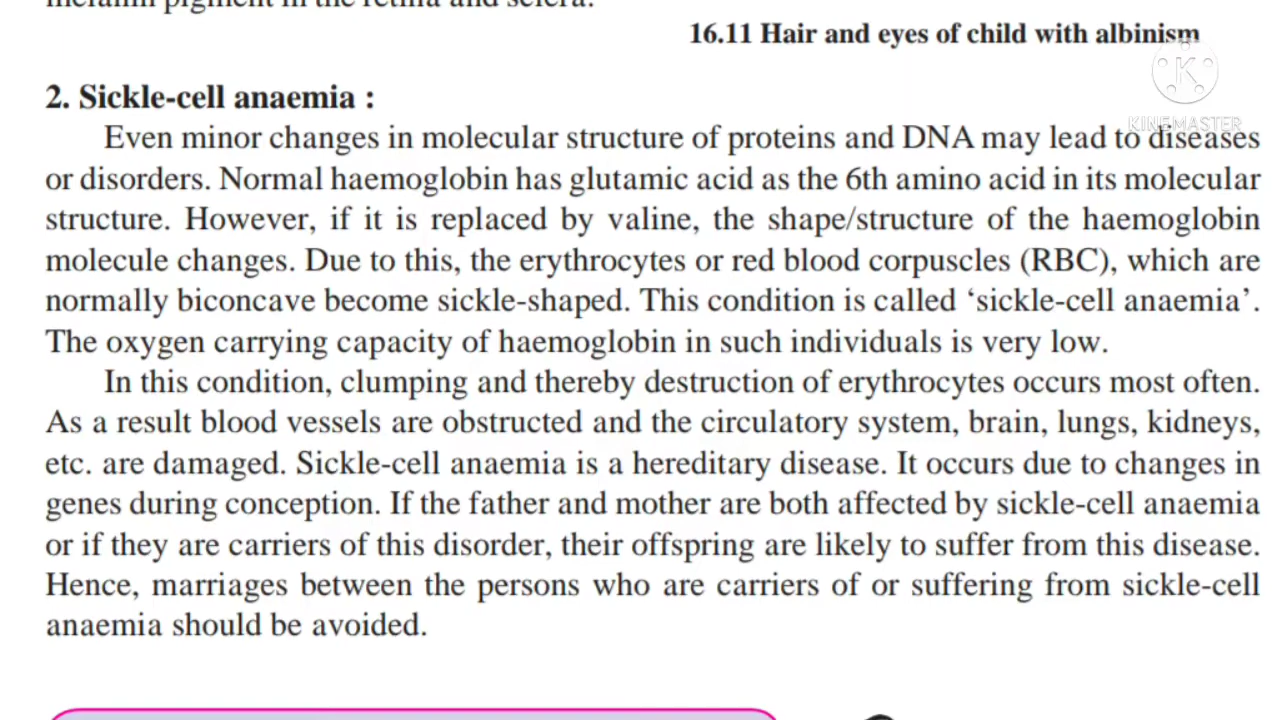 melanin pigment in the retina and sclera.
16.11 Hair and eyes of child with albinism
KINEMASTER
2. Sickle-cell anaemia :
Even minor changes in molecular structure of proteins and DNA may lead to diseases
or disorders. Normal haemoglobin has glutamic acid as the 6th amino acid in its molecular
structure. However, if it is replaced by valine, the shape/structure of the haemoglobin
molecule changes. Due to this, the erythrocytes or red blood corpuscles (RBC), which are
normally biconcave become sickle-shaped. This condition is called ‘sickle-cell anaemia’.
The oxygen carrying capacity of haemoglobin in such individuals is very low.
In this condition, clumping and thereby destruction of erythrocytes occurs most often.
As a result blood vessels are obstructed and the circulatory system, brain, lungs, kidneys,
etc. are damaged. Sickle-cell anaemia is a hereditary disease. It occurs due to changes in
genes during conception. If the father and mother are both affected by sickle-cell anaemia
or if they are carriers of this disorder, their offspring are likely to suffer from this disease.
Hence, marriages between the persons who are carriers of or suffering from sickle-cell
anaemia should be avoided.